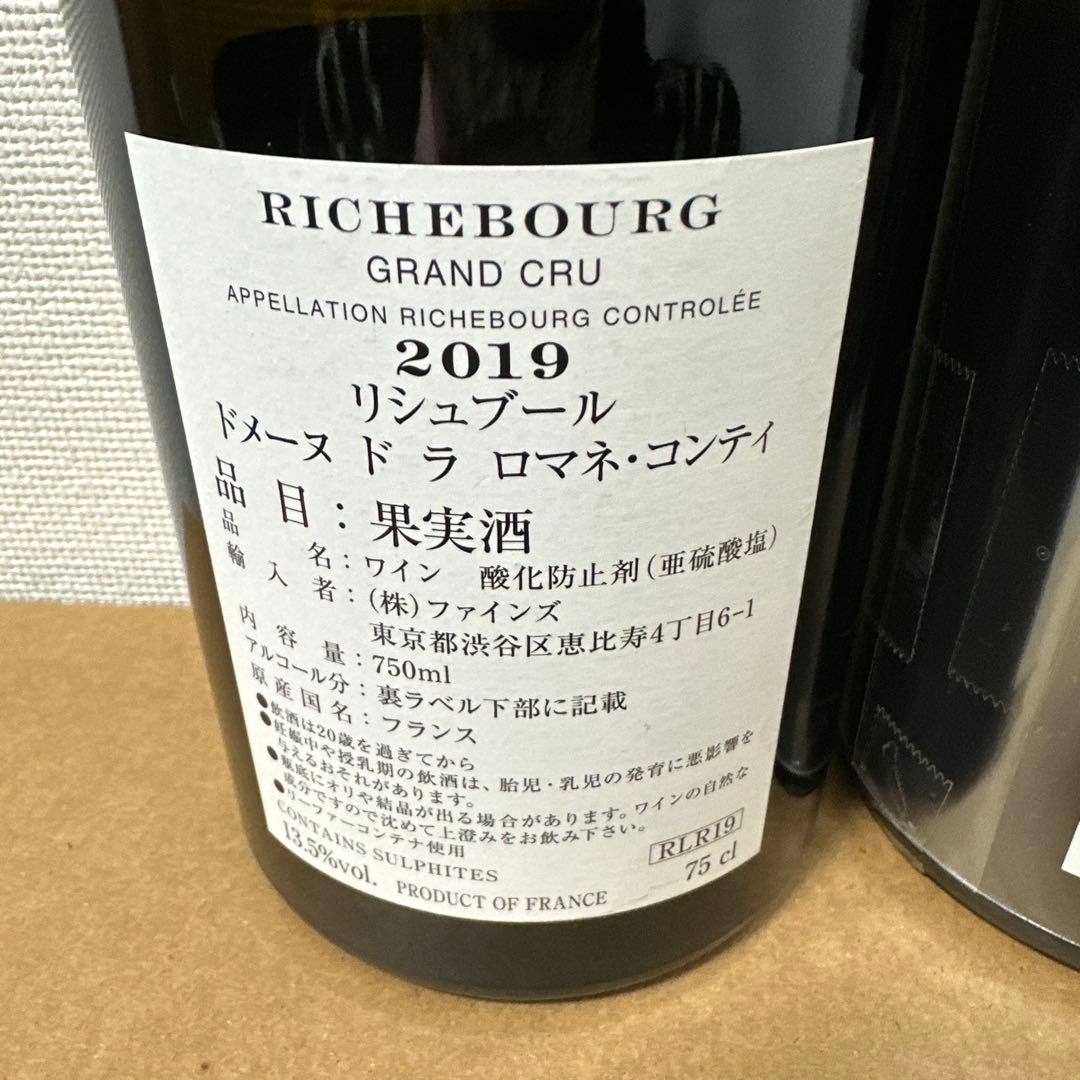 RICHEBOURG
GRAND CRU
APPELLATION RICHEBOURG CONTROLÉE
2019
リシュブール
ドメーヌ ド ラ ロマネ・コンティ
品目：果実酒
品名：ワイン 酸化防止剤(亜硫酸塩)
輸入者：(株)ファインズ
東京都渋谷区恵比寿4丁目6-1
内容量：750ml
アルコール分：裏ラベル下部に記載
原産国名：フランス
●飲酒は20歳を過ぎてから
●妊娠中や授乳期の飲酒は、胎児・乳児の発育に悪影響を
与えるおそれがあります。
●瓶底にオリや結晶が出る場合があります。ワインの自然な
成分ですので沈めて上澄みをお飲み下さい。
●リーファーコンテナ使用
CONTAINS SULPHITES
RLR19
13.5%vol.
PRODUCT OF FRANCE
75 cl